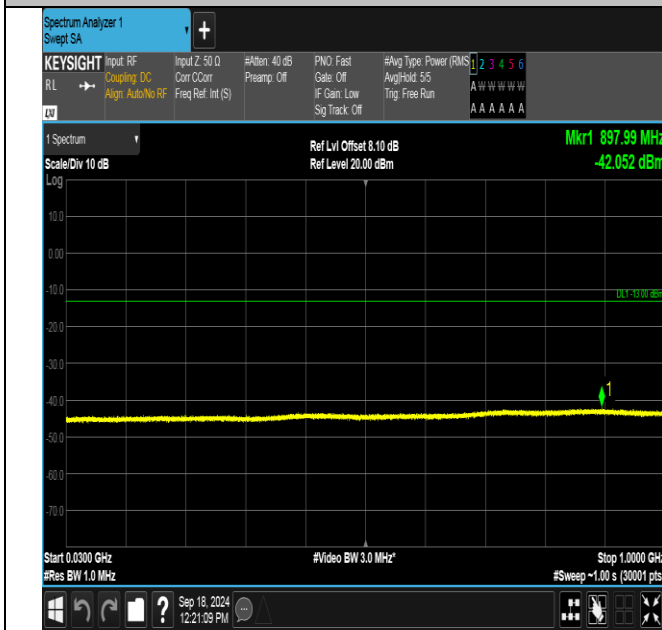 Spectrum Analyzer 1
Swept SA
+
KEYSIGHT
RL
LXI
Input: RF
Coupling: DC
Align: Auto/No RF
Input Z: 50 Ω
Corr CCorr
Freq Ref: Int (S)
#Atten: 40 dB
Preamp: Off
PNO: Fast
Gate: Off
IF Gain: Low
Sig Track: Off
#Avg Type: Power (RMS
Avg|Hold: 5/5
Trig: Free Run
1 2 3 4 5 6
A W W W W W
A A A A A A
1 Spectrum
Scale/Div 10 dB
Ref Lvl Offset 8.10 dB
Ref Level 20.00 dBm
Mkr1 897.99 MHz
-42.052 dBm
Log
10.0
0.00
-10.0
DL1 -13.00 dBm
-20.0
-30.0
1
-40.0
-50.0
-60.0
-70.0
Start 0.0300 GHz
#Video BW 3.0 MHz*
Stop 1.0000 GHz
#Res BW 1.0 MHz
#Sweep ~1.00 s (30001 pts
?
Sep 18, 2024
12:21:09 PM